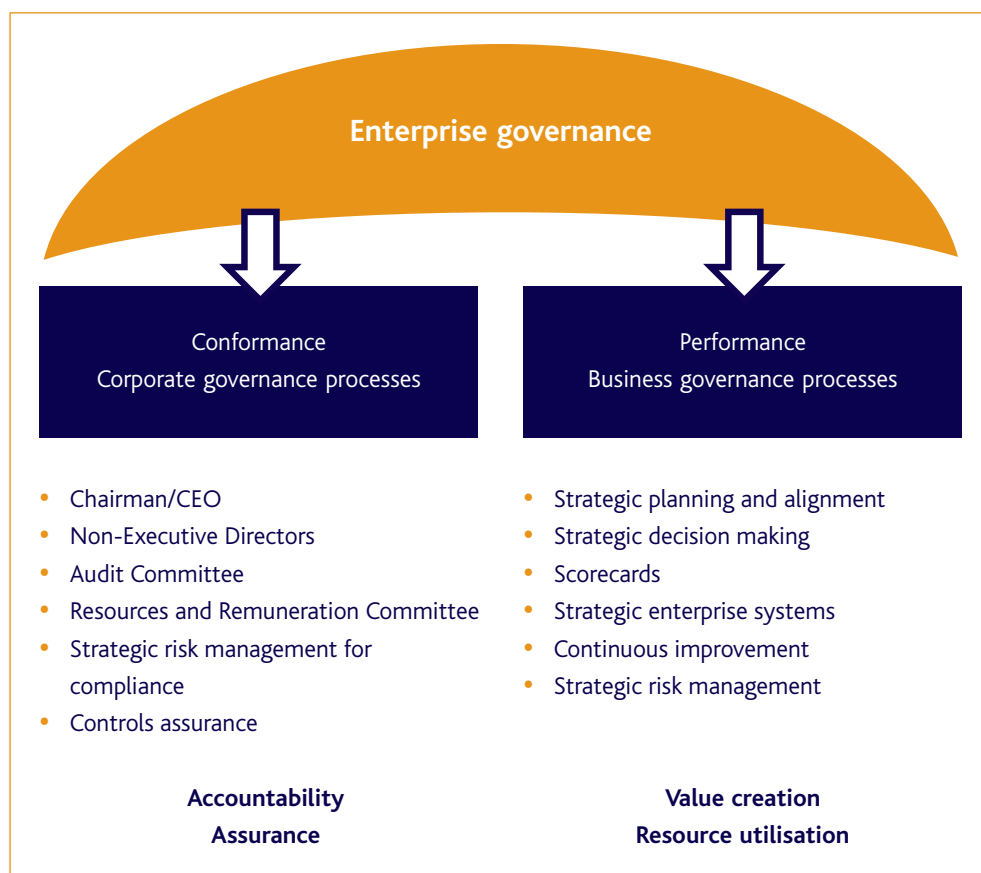 Enterprise governance
Conformance
Corporate governance processes
• Chairman/CEO
• Non-Executive Directors
• Audit Committee
• Resources and Remuneration Committee
• Strategic risk management for
compliance
• Controls assurance
Accountability
Assurance
Performance
Business governance processes
• Strategic planning and alignment
• Strategic decision making
• Scorecards
• Strategic enterprise systems
• Continuous improvement
• Strategic risk management
Value creation
Resource utilisation